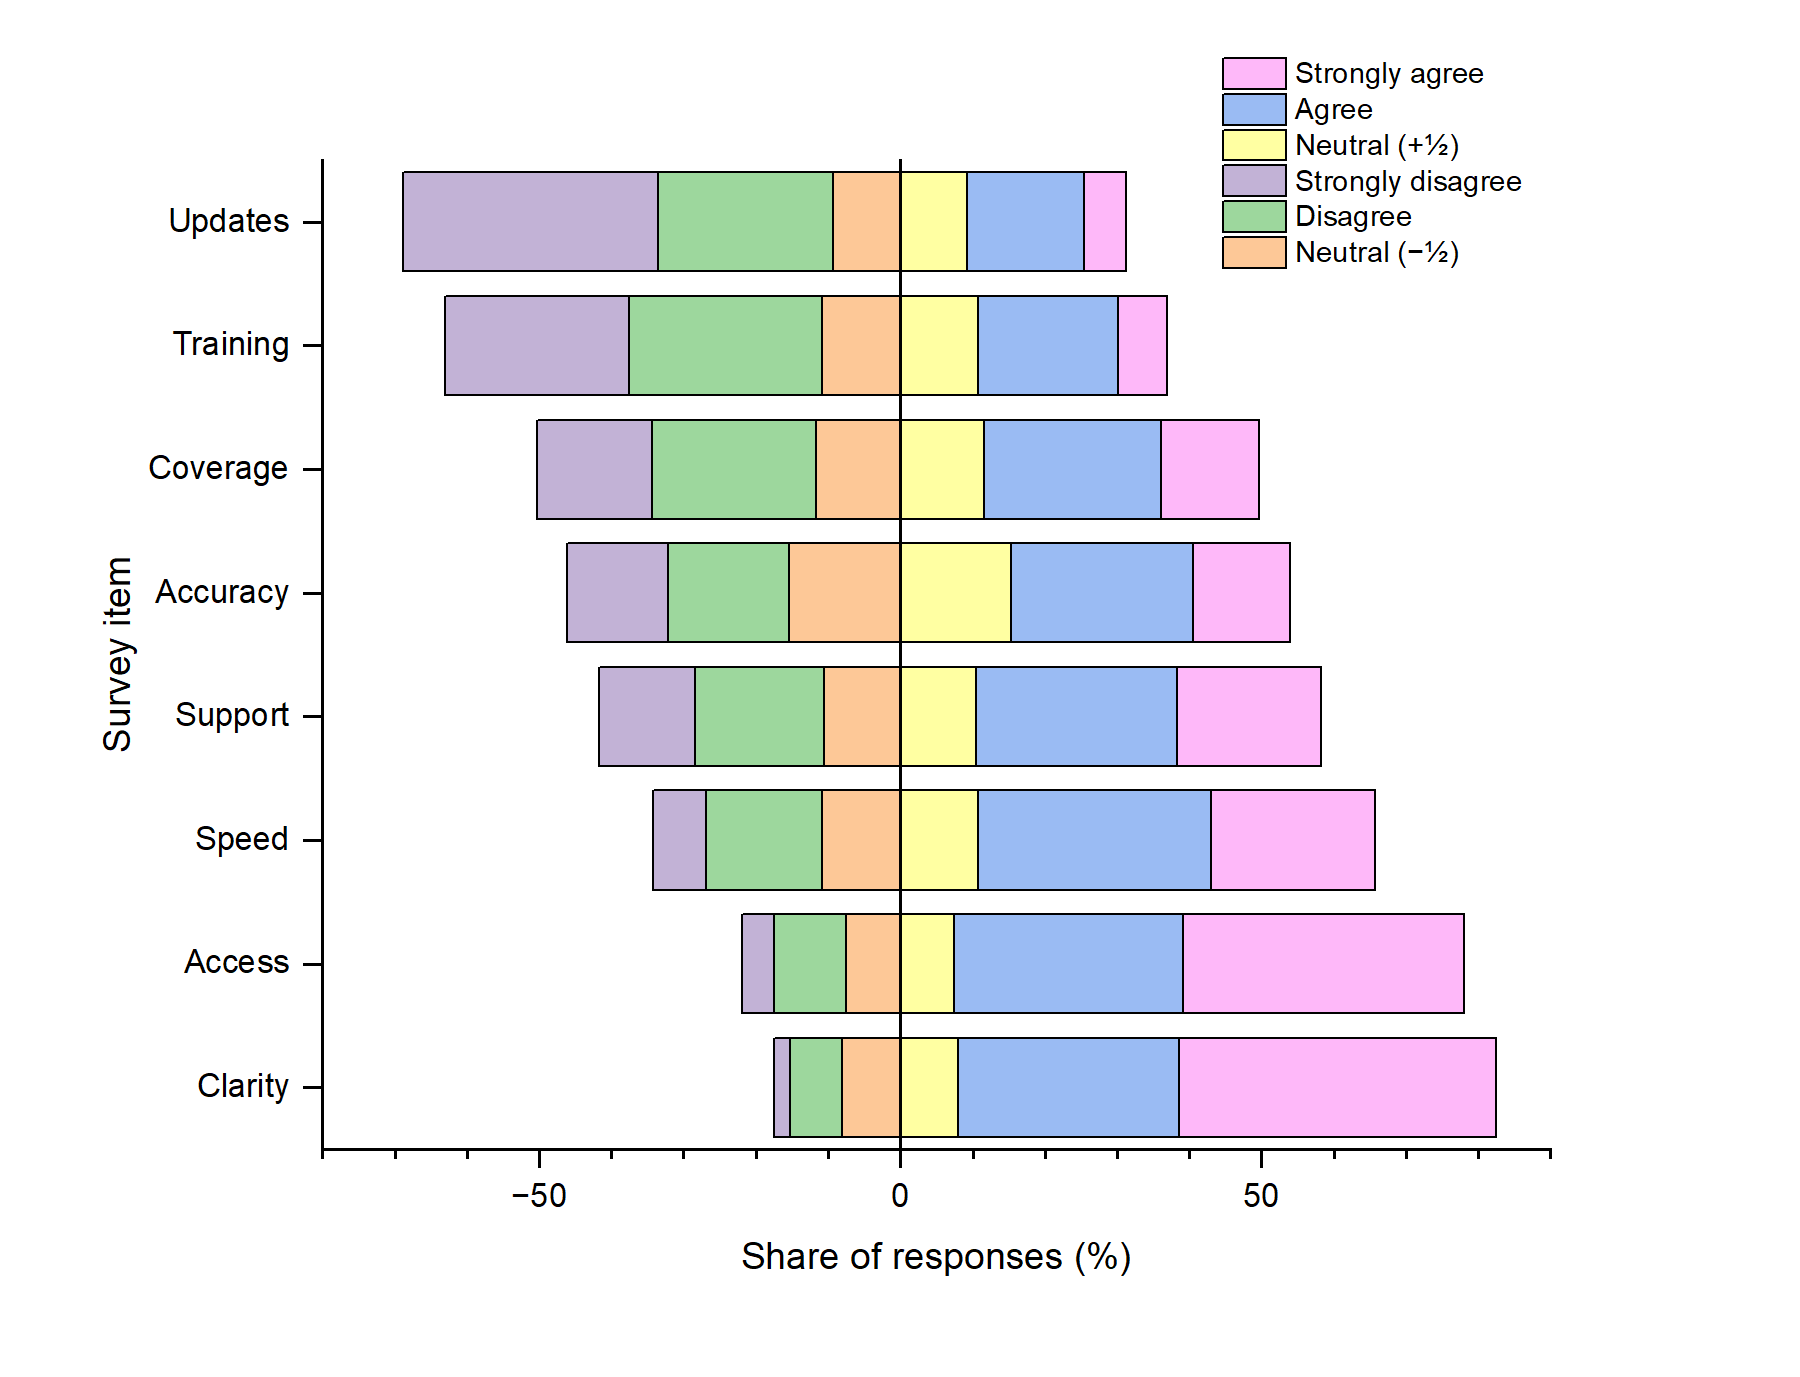 Strongly agree
Agree
Neutral (+½)
Strongly disagree
Disagree
Neutral (−½)
Updates
Training
Coverage
Accuracy
Support
Speed
Access
Clarity
Survey item
−50
0
50
Share of responses (%)